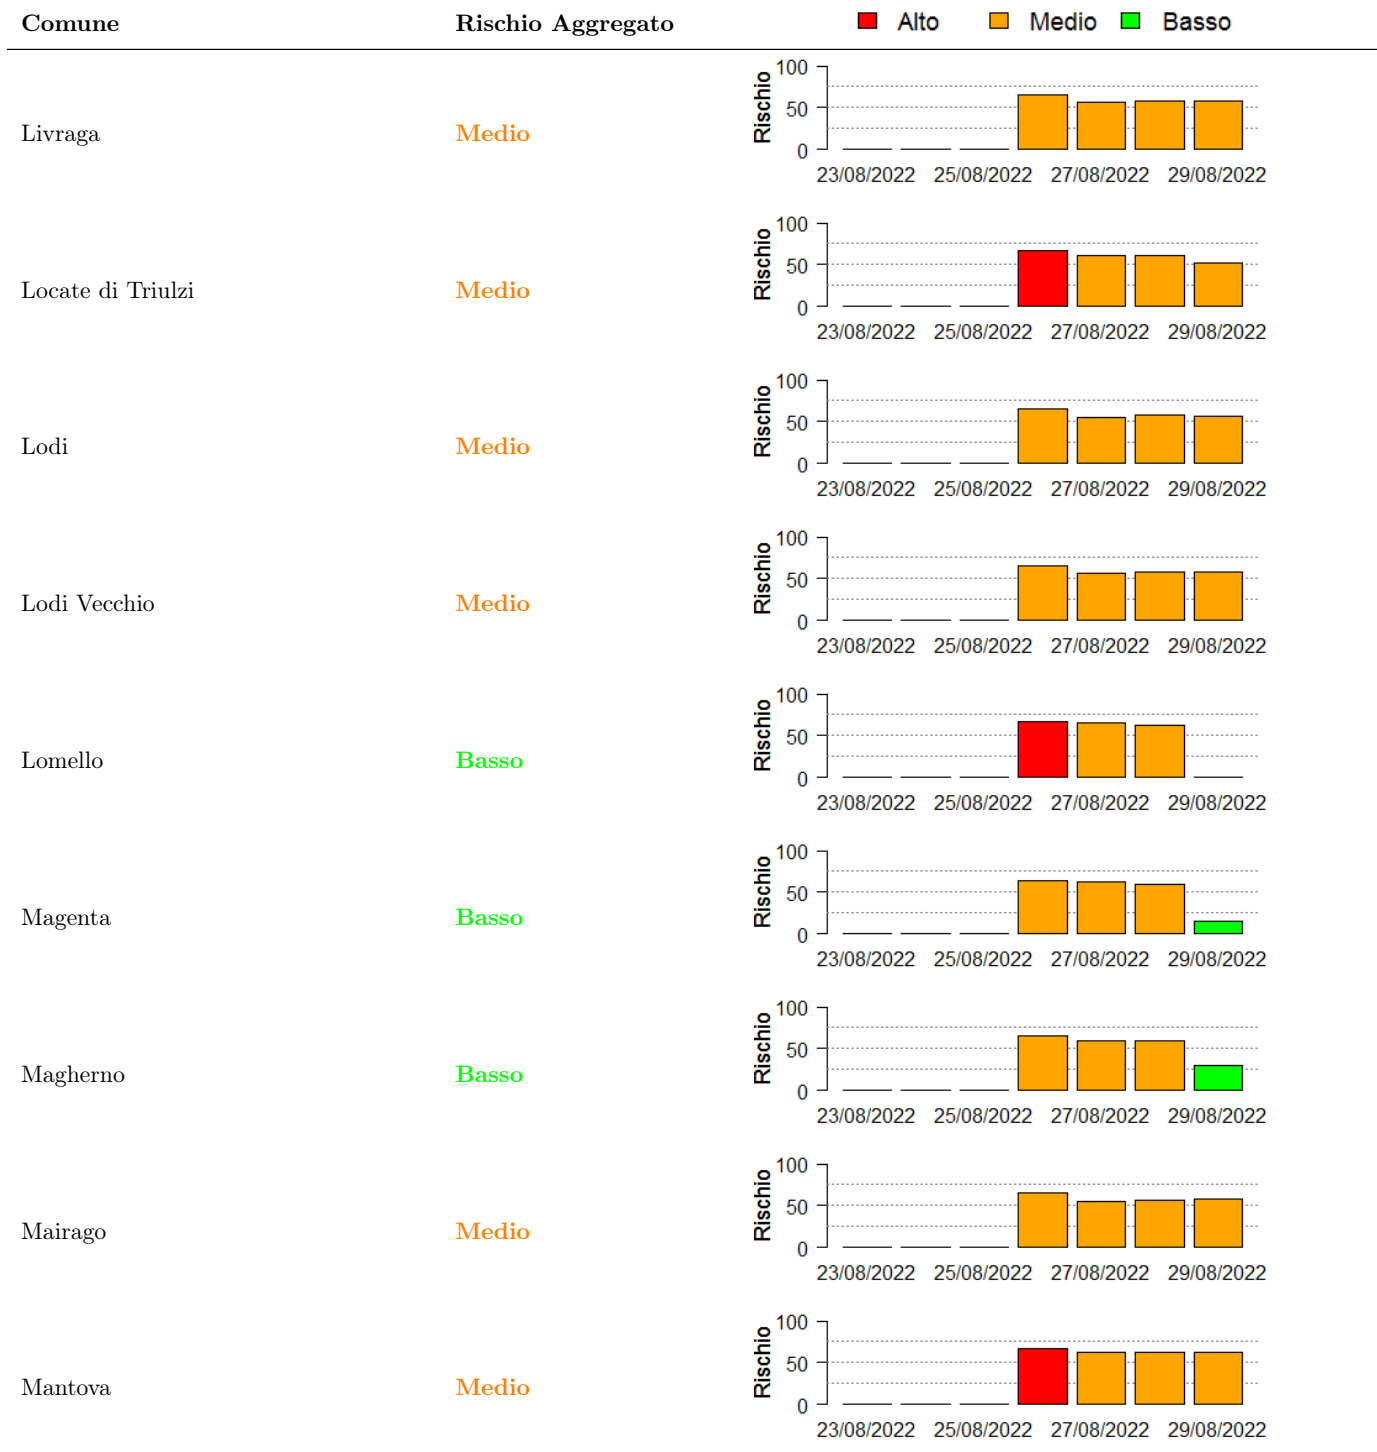 Comune Rischio Aggregato Alto Medio Basso
Livraga Medio
Rischio
100
50
0
23/08/2022 25/08/2022 27/08/2022 29/08/2022
Locate di Triulzi Medio
Rischio
100
50
0
23/08/2022 25/08/2022 27/08/2022 29/08/2022
Lodi Medio
Rischio
100
50
0
23/08/2022 25/08/2022 27/08/2022 29/08/2022
Lodi Vecchio Medio
Rischio
100
50
0
23/08/2022 25/08/2022 27/08/2022 29/08/2022
Lomello Basso
Rischio
100
50
0
23/08/2022 25/08/2022 27/08/2022 29/08/2022
Magenta Basso
Rischio
100
50
0
23/08/2022 25/08/2022 27/08/2022 29/08/2022
Magherno Basso
Rischio
100
50
0
23/08/2022 25/08/2022 27/08/2022 29/08/2022
Mairago Medio
Rischio
100
50
0
23/08/2022 25/08/2022 27/08/2022 29/08/2022
Mantova Medio
Rischio
100
50
0
23/08/2022 25/08/2022 27/08/2022 29/08/2022